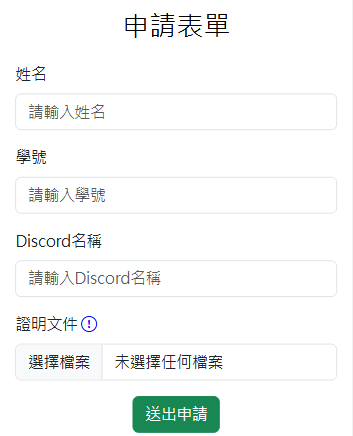 申請表單
姓名
請輸入姓名
學號
請輸入學號
Discord名稱
請輸入Discord名稱
證明文件
選擇檔案 未選擇任何檔案
送出申請